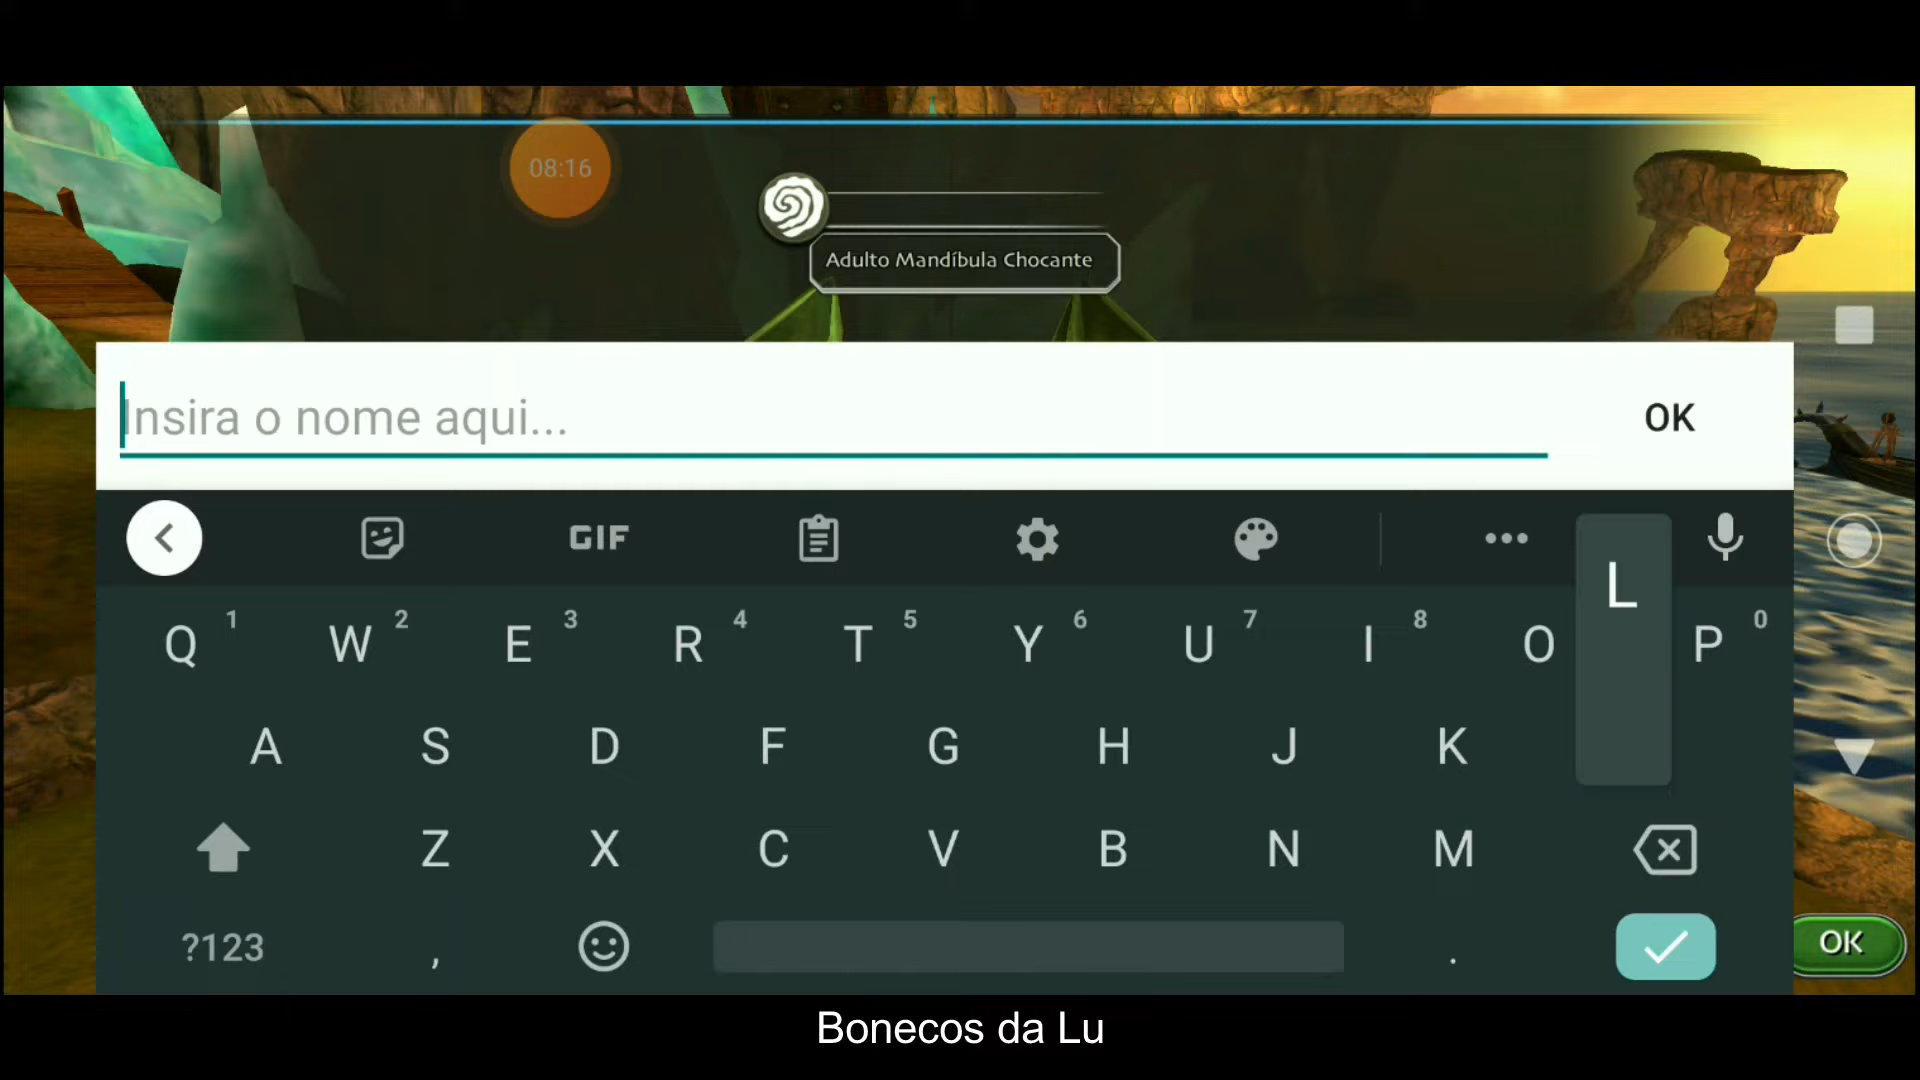 08:16
Adulto Mandíbula Chocante
Insira o nome aqui...
OK
GIF
L
Q 1 W 2 E 3 R 4 T 5 Y 6 U 7 I 8 O P 0
A S D F G H J K
Z X C V B N M
?123 , .
OK
Bonecos da Lu